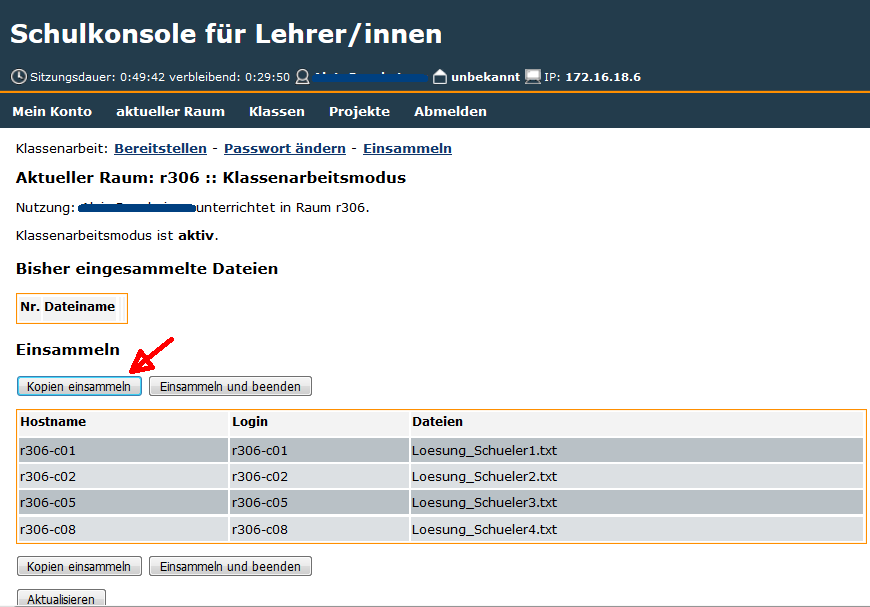 Schulkonsole für Lehrer/innen
Sitzungsdauer: 0:49:42 verbleibend: 0:29:50 unbekannt IP: 172.16.18.6
Mein Konto aktueller Raum Klassen Projekte Abmelden
Klassenarbeit: Bereitstellen - Passwort ändern - Einsammeln
Aktueller Raum: r306 :: Klassenarbeitsmodus
Nutzung: unterrichtet in Raum r306.
Klassenarbeitsmodus ist aktiv.
Bisher eingesammelte Dateien
Nr. Dateiname
Einsammeln
Kopien einsammeln Einsammeln und beenden
Hostname Login Dateien
r306-c01 r306-c01 Loesung_Schueler1.txt
r306-c02 r306-c02 Loesung_Schueler2.txt
r306-c05 r306-c05 Loesung_Schueler3.txt
r306-c08 r306-c08 Loesung_Schueler4.txt
Kopien einsammeln Einsammeln und beenden
Aktualisieren